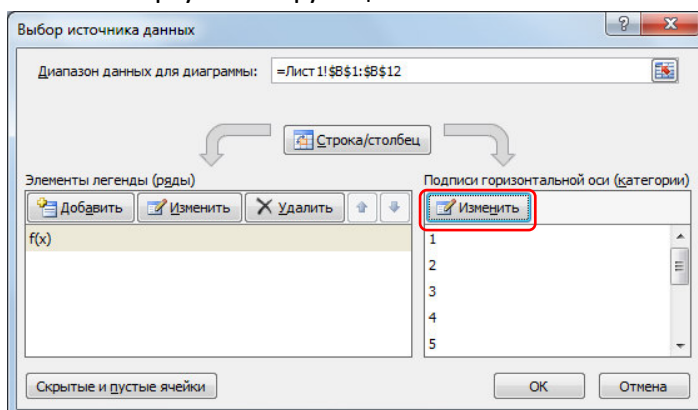 Выбор источника данных
Диапазон данных для диаграммы: =Лист1!$B$1:$B$12
Строка/столбец
Элементы легенды (ряды)
Подписи горизонтальной оси (категории)
Добавить Изменить Удалить
Изменить
f(x)
1
2
3
4
5
Скрытые и пустые ячейки
ОК Отмена